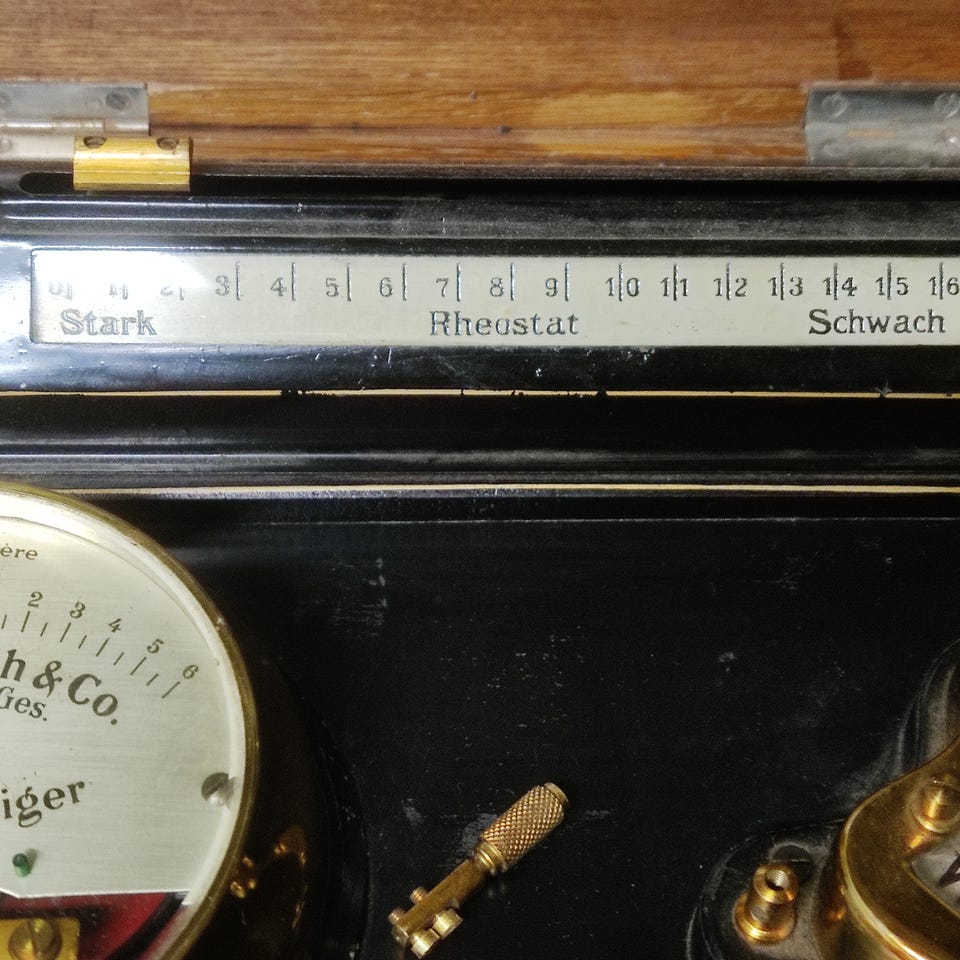 0 1 2 3 4 5 6 7 8 9 10 11 12 13 14 15 16
Stark Rheostat Schwach
ère
2 3 4 5 6
h & Co.
Ges.
iger